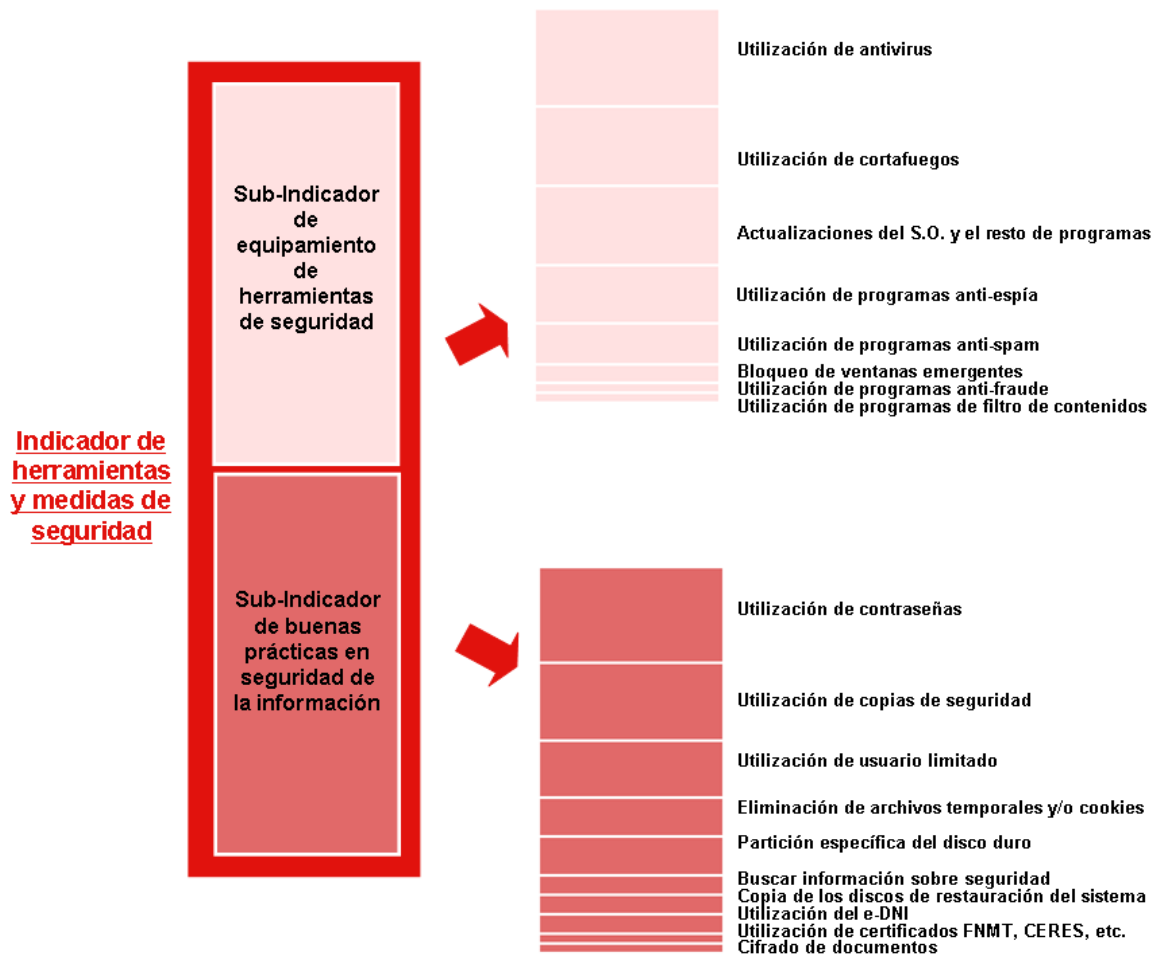 Indicador de
herramientas
y medidas de
seguridad
Sub-Indicador
de
equipamiento
de
herramientas
de seguridad
Utilización de antivirus
Utilización de cortafuegos
Actualizaciones del S.O. y el resto de programas
Utilización de programas anti-espía
Utilización de programas anti-spam
Bloqueo de ventanas emergentes
Utilización de programas anti-fraude
Utilización de programas de filtro de contenidos
Sub-Indicador
de buenas
prácticas en
seguridad de
la información
Utilización de contraseñas
Utilización de copias de seguridad
Utilización de usuario limitado
Eliminación de archivos temporales y/o cookies
Partición específica del disco duro
Buscar información sobre seguridad
Copia de los discos de restauración del sistema
Utilización del e-DNI
Utilización de certificados FNMT, CERES, etc.
Cifrado de documentos